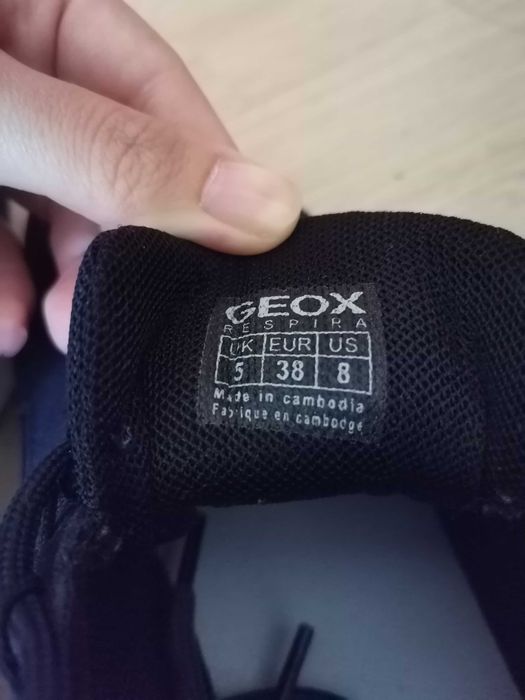 GEOX
RESPIRA
UK EUR US
5 38 8
Made in cambodia
Fabrique en cambodge